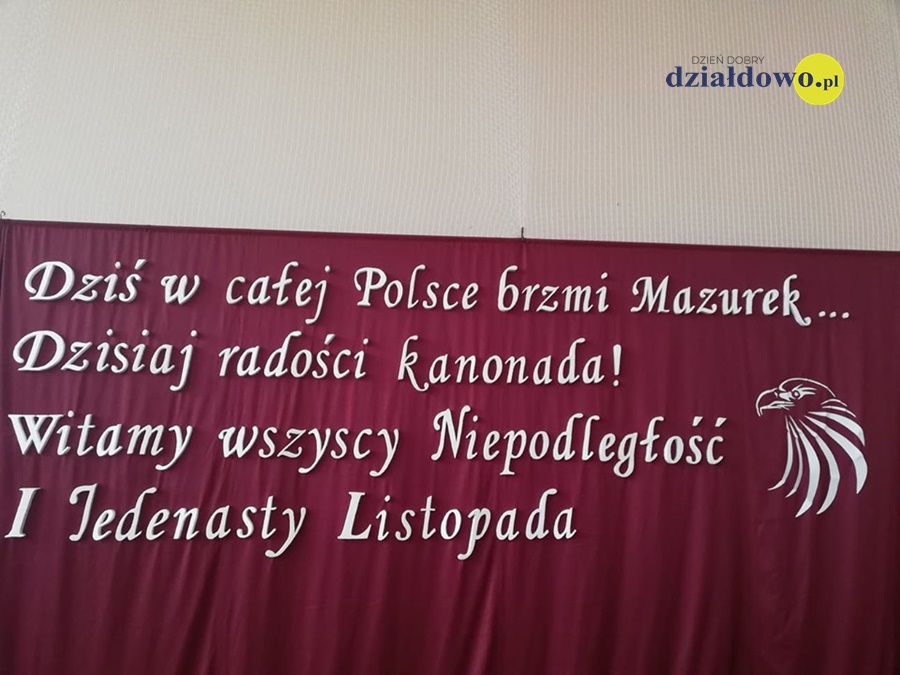 DZIEŃ DOBRY
działdowo.pl
Dziś w całej Polsce brzmi Mazurek...
Dzisiaj radości kanonada!
Witamy wszyscy Niepodległość
I Jedenasty Listopada